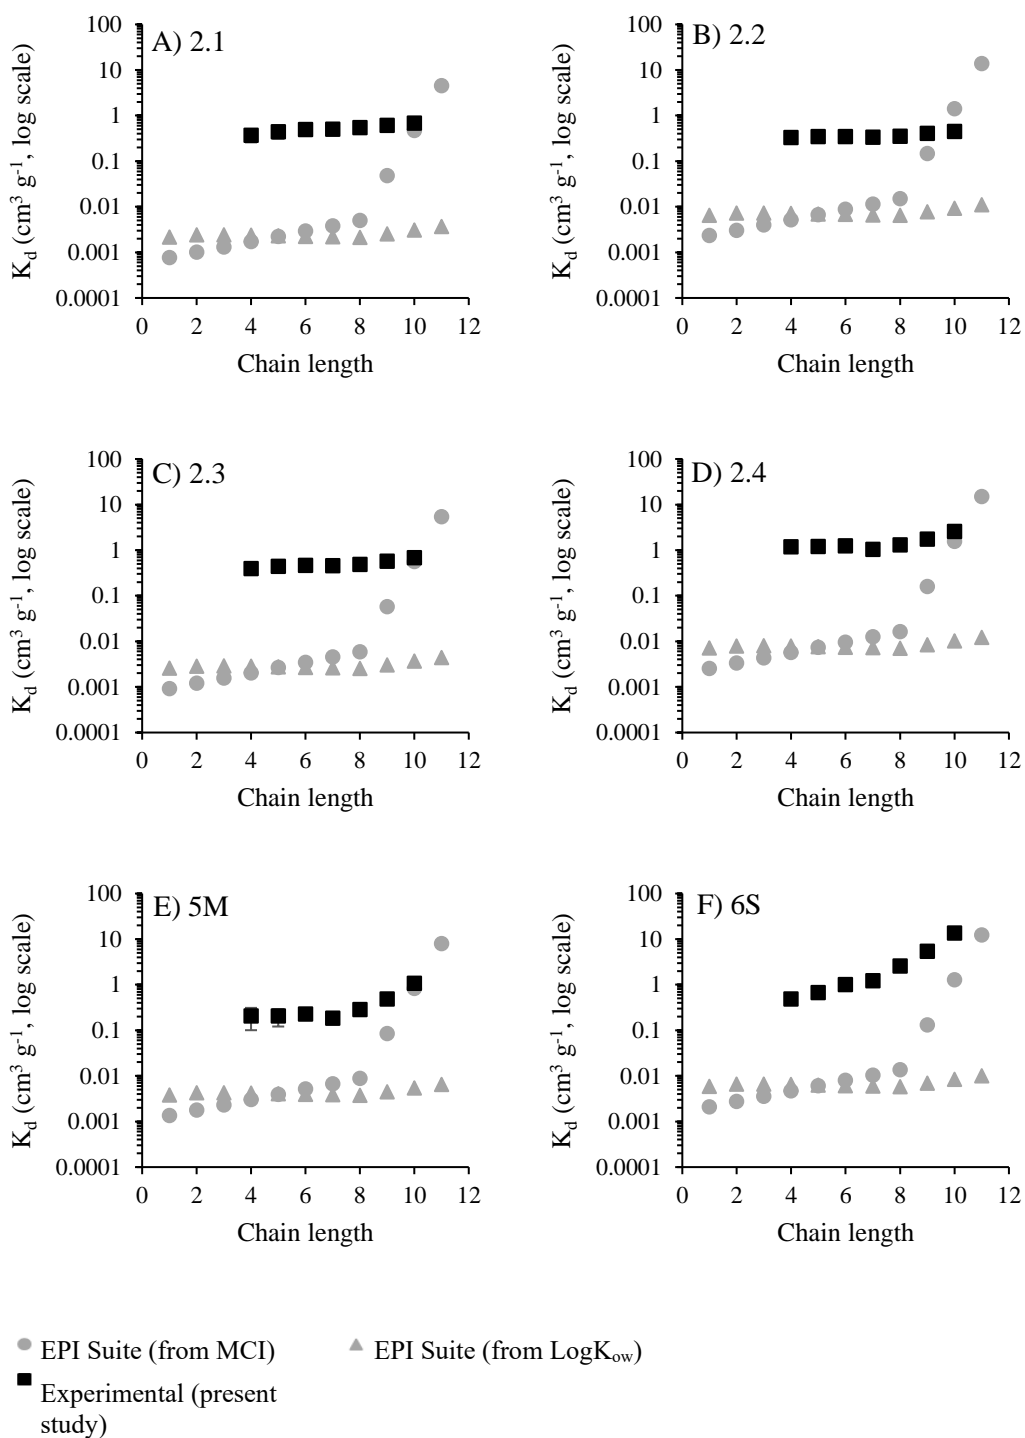 A) 2.1
K_d (cm³ g⁻¹, log scale)
100
10
1
0.1
0.01
0.001
0.0001
0 2 4 6 8 10 12
Chain length
B) 2.2
K_d (cm³ g⁻¹, log scale)
100
10
1
0.1
0.01
0.001
0.0001
0 2 4 6 8 10 12
Chain length
C) 2.3
K_d (cm³ g⁻¹, log scale)
100
10
1
0.1
0.01
0.001
0.0001
0 2 4 6 8 10 12
Chain length
D) 2.4
K_d (cm³ g⁻¹, log scale)
100
10
1
0.1
0.01
0.001
0.0001
0 2 4 6 8 10 12
Chain length
E) 5M
K_d (cm³ g⁻¹, log scale)
100
10
1
0.1
0.01
0.001
0.0001
0 2 4 6 8 10 12
Chain length
F) 6S
K_d (cm³ g⁻¹, log scale)
100
10
1
0.1
0.01
0.001
0.0001
0 2 4 6 8 10 12
Chain length
EPI Suite (from MCI)
EPI Suite (from LogK_ow)
Experimental (present
study)